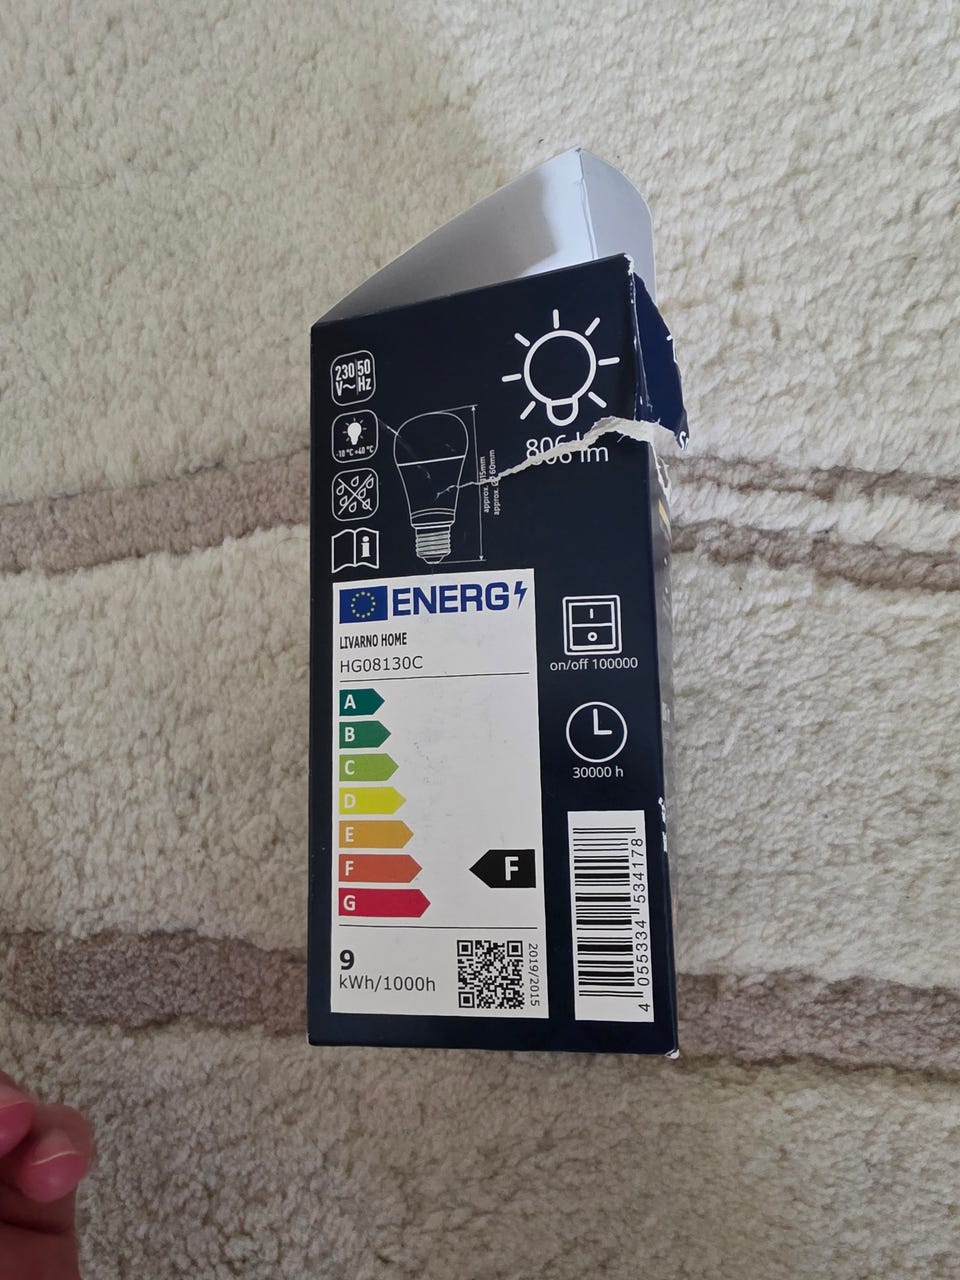 230 50
V~ Hz
-10 °C +40 °C
i
806 lm
approx. 115mm
approx. Ø 60mm
ENERG
LIVARNO HOME
HG08130C
A
B
C
D
E
F
G
F
9
kWh/1000h
2019/2015
I
O
on/off 100000
30000 h
4 055334 534178